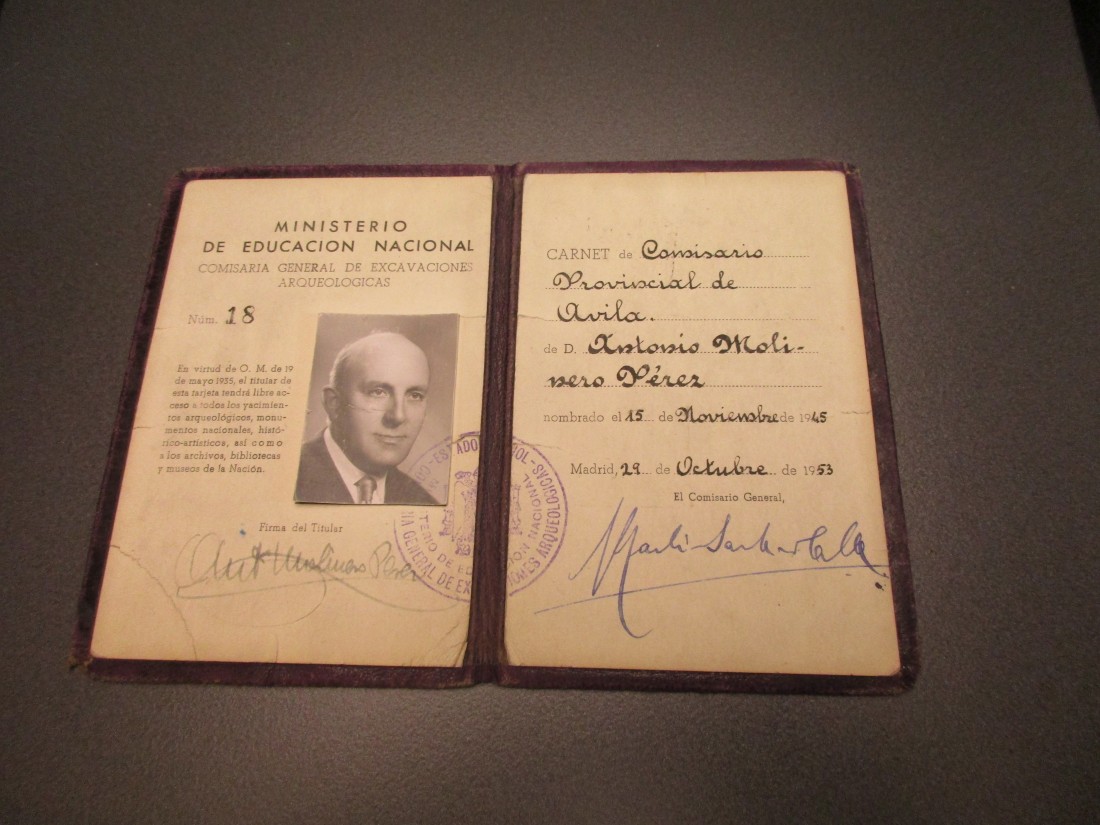 MINISTERIO
DE EDUCACION NACIONAL
COMISARIA GENERAL DE EXCAVACIONES
ARQUEOLOGICAS
Núm. 18
En virtud de O. M. de 19
de mayo 1935, el titular de
esta tarjeta tendrá libre ac-
ceso a todos los yacimien-
tos arqueológicos, monu-
mentos nacionales, histó-
rico-artísticos, así como
a los archivos, bibliotecas
y museos de la Nación.
Firma del Titular
Antº Molinero Pérez
CARNET de Comisario
Provincial de
Avila.
de D. Antonio Moli-
nero Pérez
nombrado el 15 de Noviembre de 1945
Madrid, 29 de Octubre de 1953
El Comisario General,